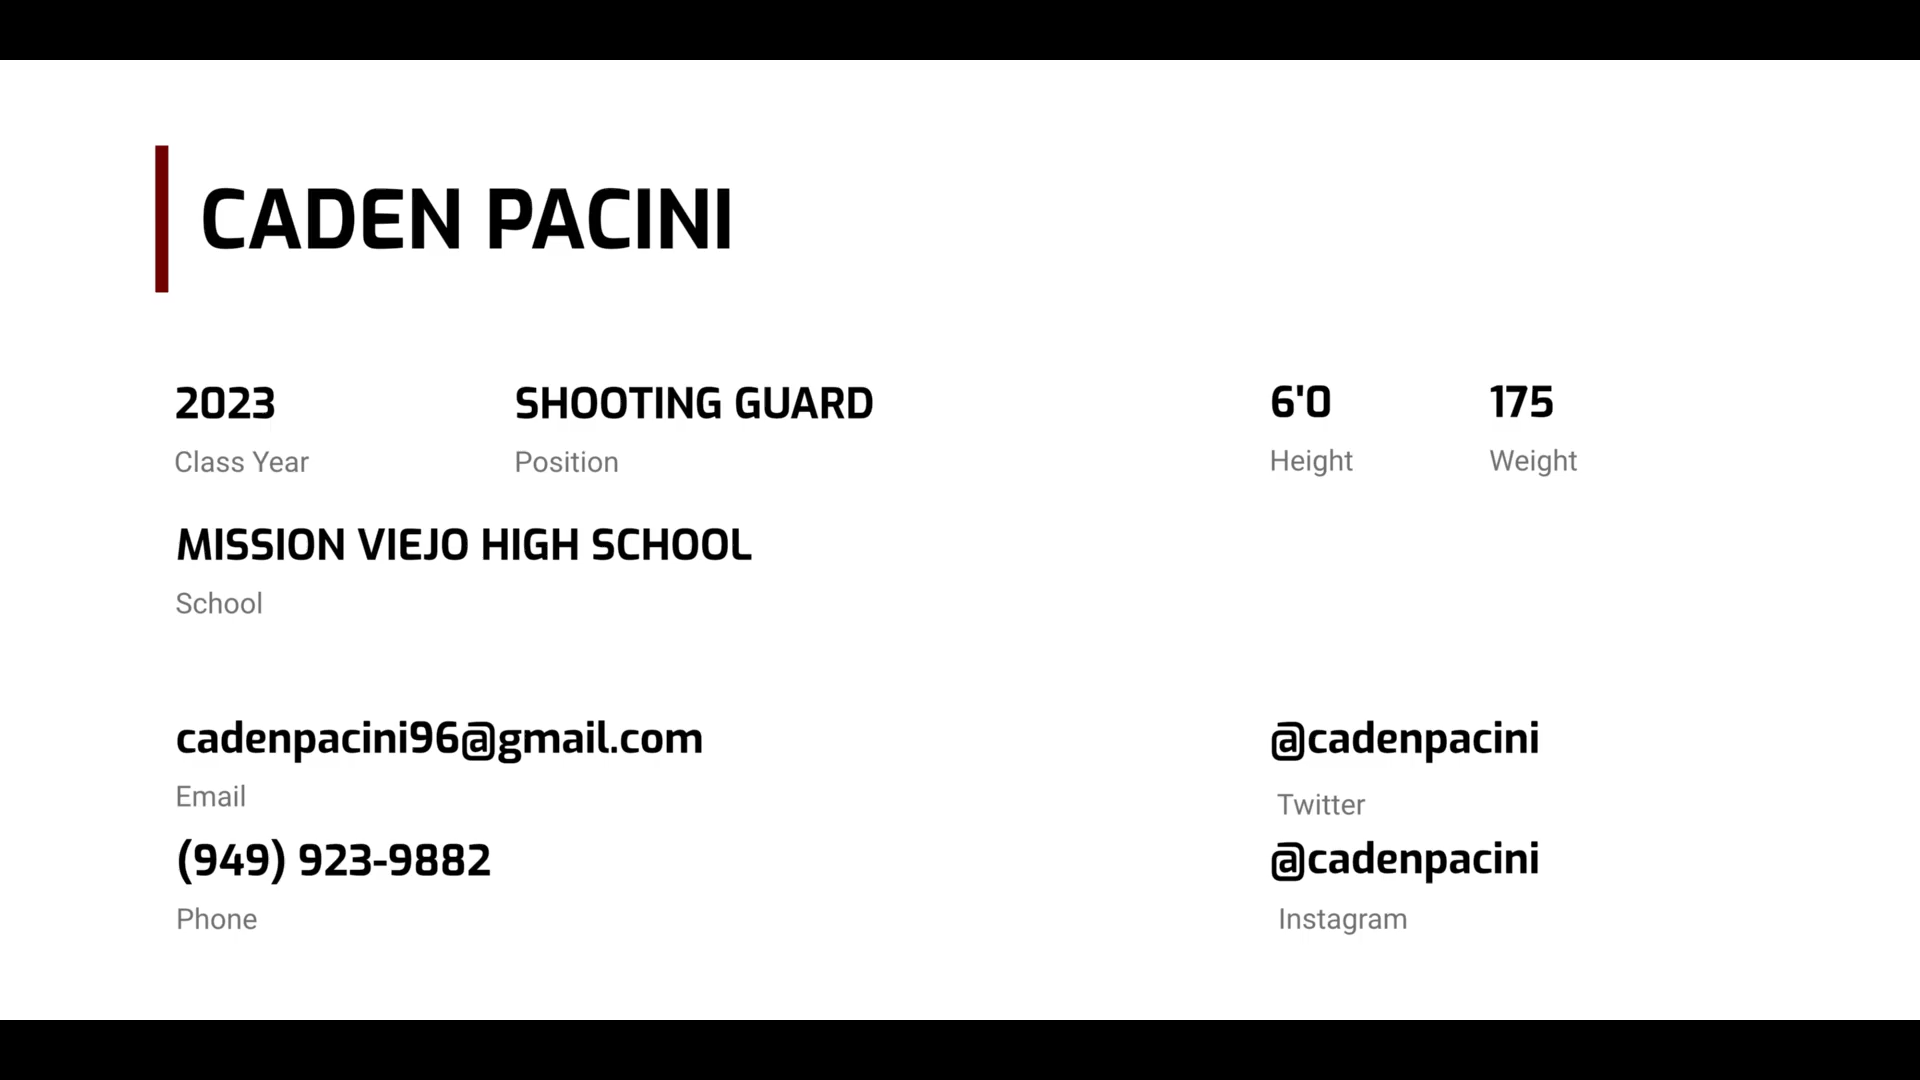 CADEN PACINI
2023 SHOOTING GUARD 6'0 175
Class Year Position Height Weight
MISSION VIEJO HIGH SCHOOL
School
cadenpacini96@gmail.com @cadenpacini
Email Twitter
(949) 923-9882 @cadenpacini
Phone Instagram